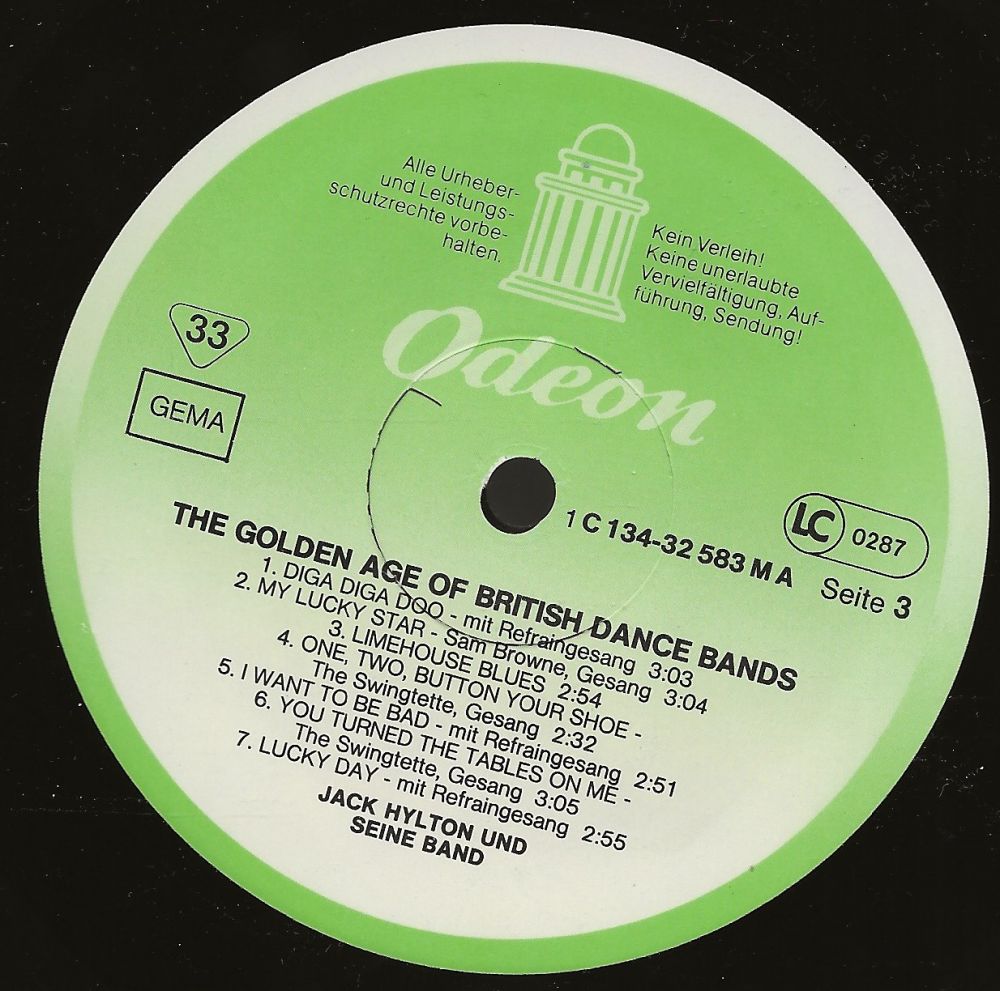 Alle Urheber-
und Leistungs-
schutzrechte vorbe-
halten.
Kein Verleih!
Keine unerlaubte
Vervielfältigung, Auf-
führung, Sendung!
Odeon
33
GEMA
1 C 134-32 583 M A
LC 0287
Seite 3
THE GOLDEN AGE OF BRITISH DANCE BANDS
1. DIGA DIGA DOO - mit Refraingesang 3:03
2. MY LUCKY STAR - Sam Browne, Gesang 3:04
3. LIMEHOUSE BLUES 2:54
4. ONE, TWO, BUTTON YOUR SHOE -
The Swingtette, Gesang 2:32
5. I WANT TO BE BAD - mit Refraingesang 2:51
6. YOU TURNED THE TABLES ON ME -
The Swingtette, Gesang 3:05
7. LUCKY DAY - mit Refraingesang 2:55
JACK HYLTON UND
SEINE BAND